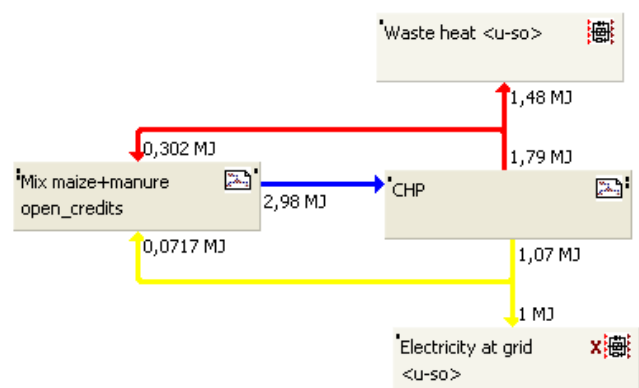 Waste heat <u-so>
1,48 MJ
0,302 MJ
1,79 MJ
Mix maize+manure
open_credits
2,98 MJ
CHP
0,0717 MJ
1,07 MJ
1 MJ
Electricity at grid
<u-so>
X